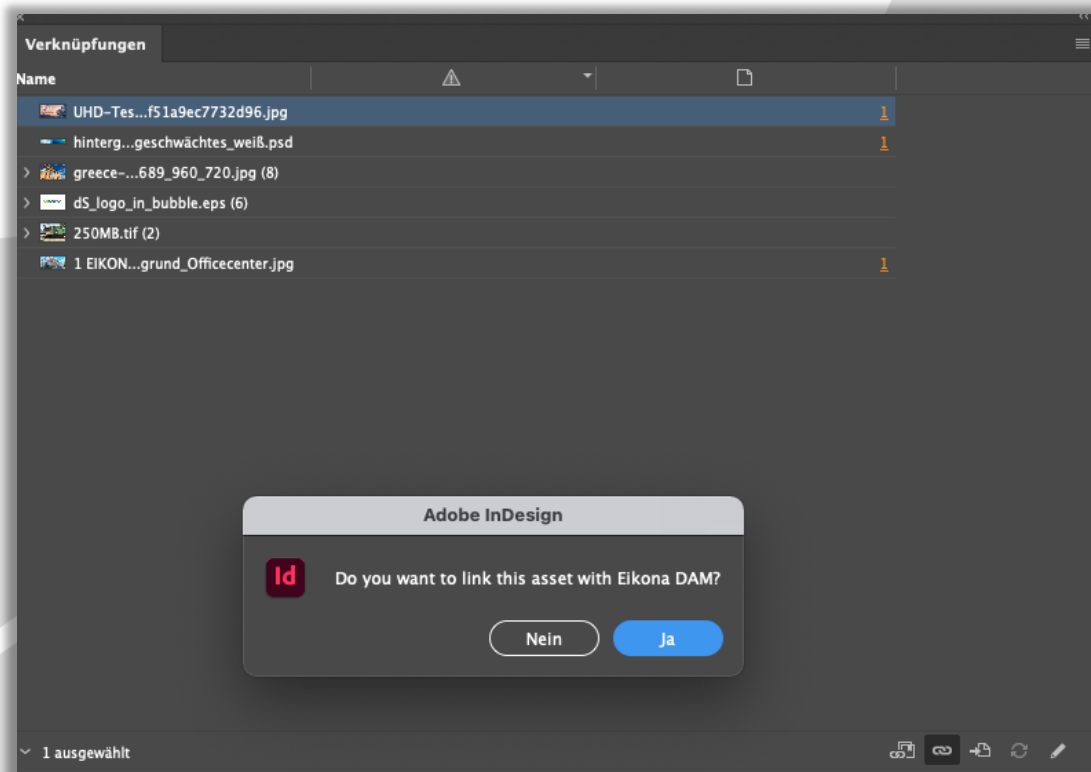 Verknüpfungen
Name
UHD-Tes...f51a9ec7732d96.jpg 1
hinterg...geschwächtes_weiß.psd 1
greece-...689_960_720.jpg (8)
dS_logo_in_bubble.eps (6)
250MB.tif (2)
1 EIKON...grund_Officecenter.jpg 1
Adobe InDesign
Id
Do you want to link this asset with Eikona DAM?
Nein Ja
1 ausgewählt